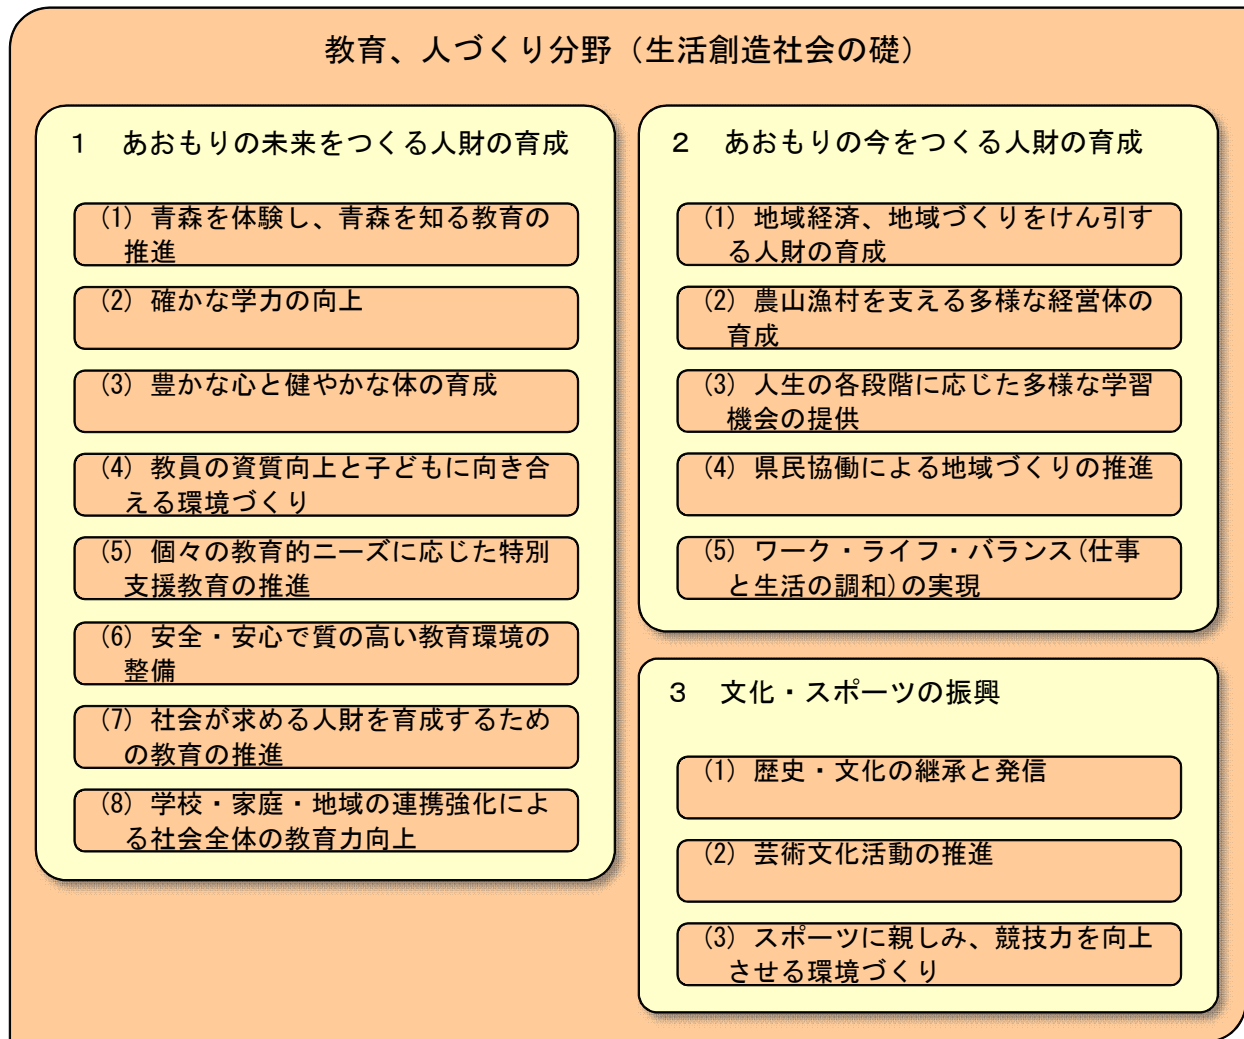 教育、人づくり分野（生活創造社会の礎）
１　あおもりの未来をつくる人財の育成
(1) 青森を体験し、青森を知る教育の
推進
(2) 確かな学力の向上
(3) 豊かな心と健やかな体の育成
(4) 教員の資質向上と子どもに向き合
える環境づくり
(5) 個々の教育的ニーズに応じた特別
支援教育の推進
(6) 安全・安心で質の高い教育環境の
整備
(7) 社会が求める人財を育成するため
の教育の推進
(8) 学校・家庭・地域の連携強化によ
る社会全体の教育力向上
２　あおもりの今をつくる人財の育成
(1) 地域経済、地域づくりをけん引す
る人財の育成
(2) 農山漁村を支える多様な経営体の
育成
(3) 人生の各段階に応じた多様な学習
機会の提供
(4) 県民協働による地域づくりの推進
(5) ワーク・ライフ・バランス(仕事
と生活の調和)の実現
３　文化・スポーツの振興
(1) 歴史・文化の継承と発信
(2) 芸術文化活動の推進
(3) スポーツに親しみ、競技力を向上
させる環境づくり